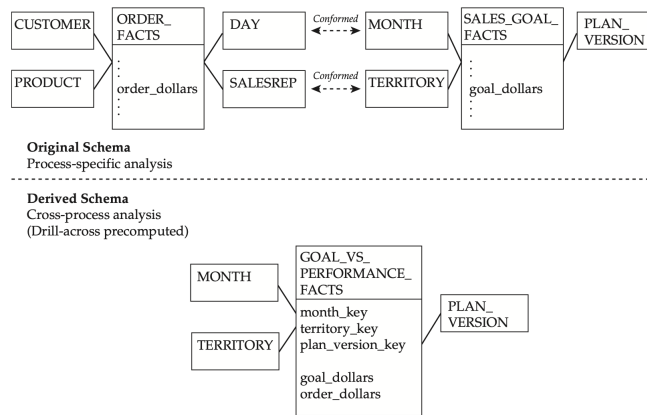 CUSTOMER
PRODUCT
ORDER_
FACTS
.
.
.
order_dollars
.
.
.
DAY
SALESREP
Conformed
Conformed
MONTH
TERRITORY
SALES_GOAL_
FACTS
.
.
goal_dollars
.
.
.
PLAN_
VERSION
Original Schema
Process-specific analysis
Derived Schema
Cross-process analysis
(Drill-across precomputed)
MONTH
TERRITORY
GOAL_VS_
PERFORMANCE_
FACTS
month_key
territory_key
plan_version_key
goal_dollars
order_dollars
PLAN_
VERSION